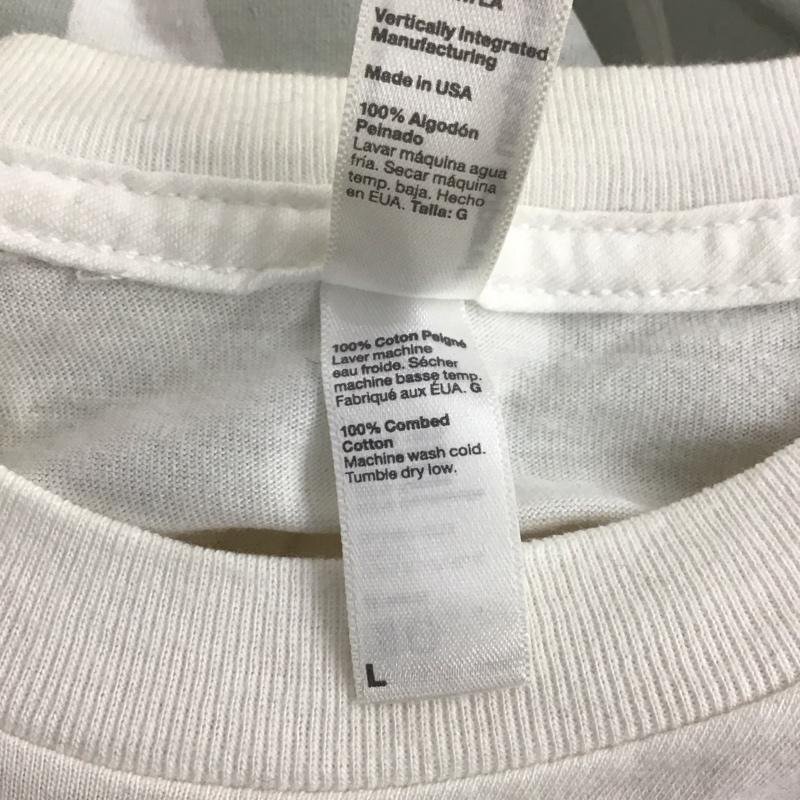 Vertically Integrated
Manufacturing
Made in USA
100% Algodón
Peinado
Lavar máquina agua
fría. Secar máquina
temp. baja. Hecho
en EUA. Talla: G
100% Coton Peigné
Laver machine
eau froide. Sécher
machine basse temp.
Fabriqué aux ÉUA. G
100% Combed
Cotton
Machine wash cold.
Tumble dry low.
L